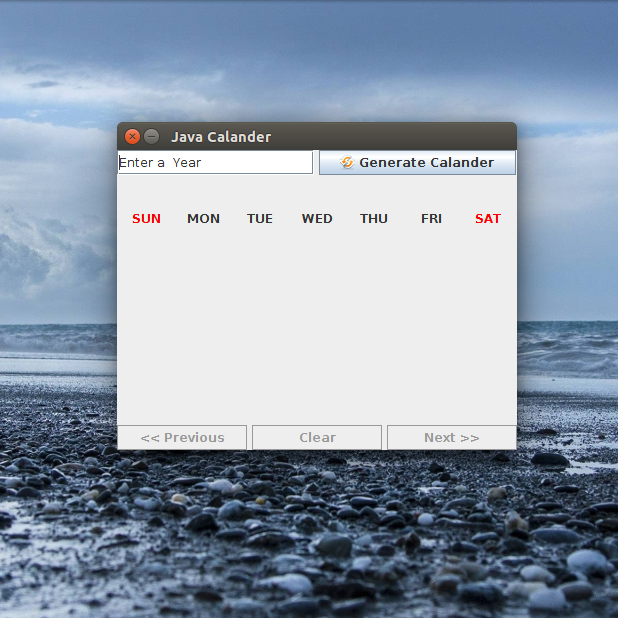 Java Calander
Enter a  Year
Generate Calander
SUN MON TUE WED THU FRI SAT
<< Previous Clear Next >>